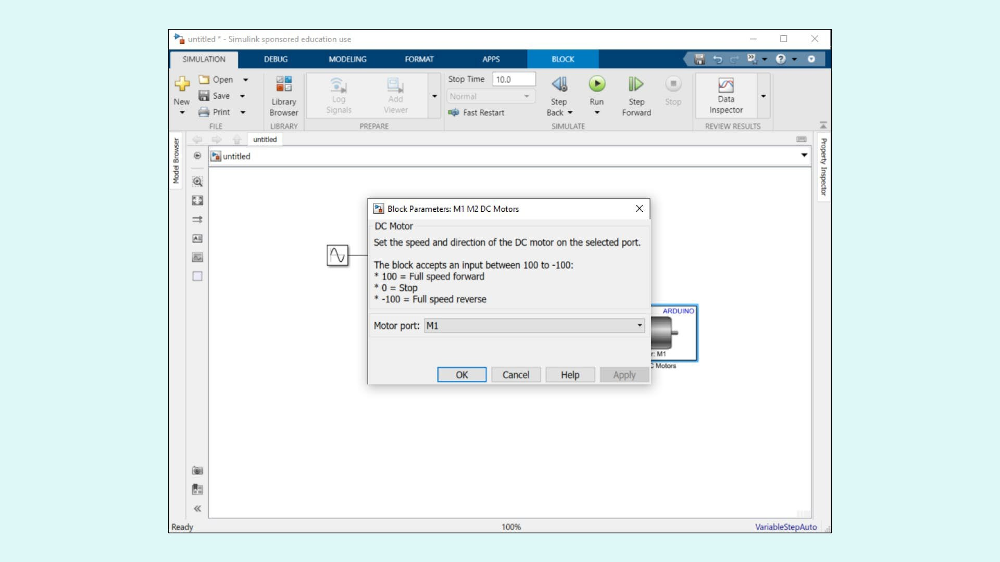 untitled * - Simulink sponsored education use
SIMULATION
DEBUG
MODELING
FORMAT
APPS
BLOCK
New
Open
Save
Print
FILE
Library
Browser
LIBRARY
Log
Signals
Add
Viewer
PREPARE
Stop Time 10.0
Normal
Fast Restart
Step
Back
Run
Step
Forward
Stop
SIMULATE
Data
Inspector
REVIEW RESULTS
Model Browser
untitled
untitled
Property Inspector
Block Parameters: M1 M2 DC Motors
DC Motor
Set the speed and direction of the DC motor on the selected port.
The block accepts an input between 100 to -100:
* 100 = Full speed forward
* 0 = Stop
* -100 = Full speed reverse
Motor port: M1
OK
Cancel
Help
Apply
ARDUINO
r: M1
C Motors
Ready
100%
VariableStepAuto